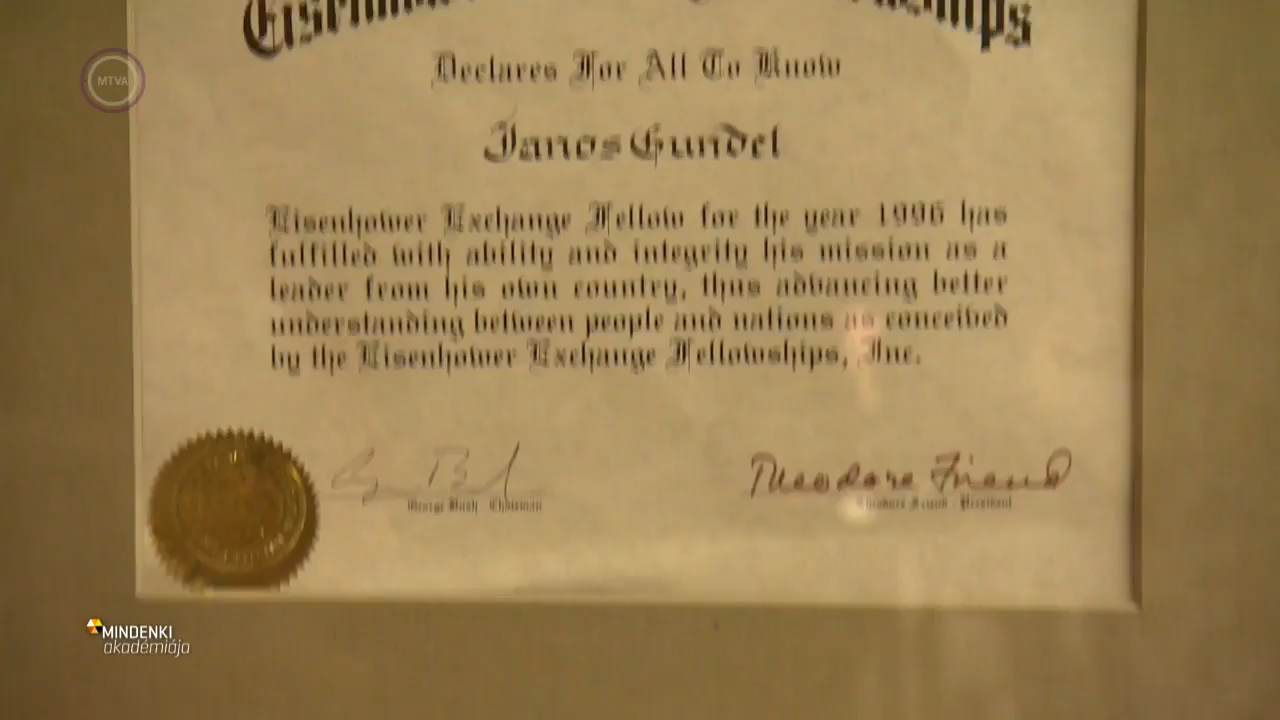 Declares For All To Know
MTVA
Janos Gundel
Eisenhower Exchange Fellow for the year 1996 has
fulfilled with ability and integrity his mission as a
leader from his own country, thus advancing better
understanding between people and nations as conceived
by the Eisenhower Exchange Fellowships, Inc.
Theodore Friend
George Bush - Chairman
Theodore Friend - President
MINDENKI
akadémiája